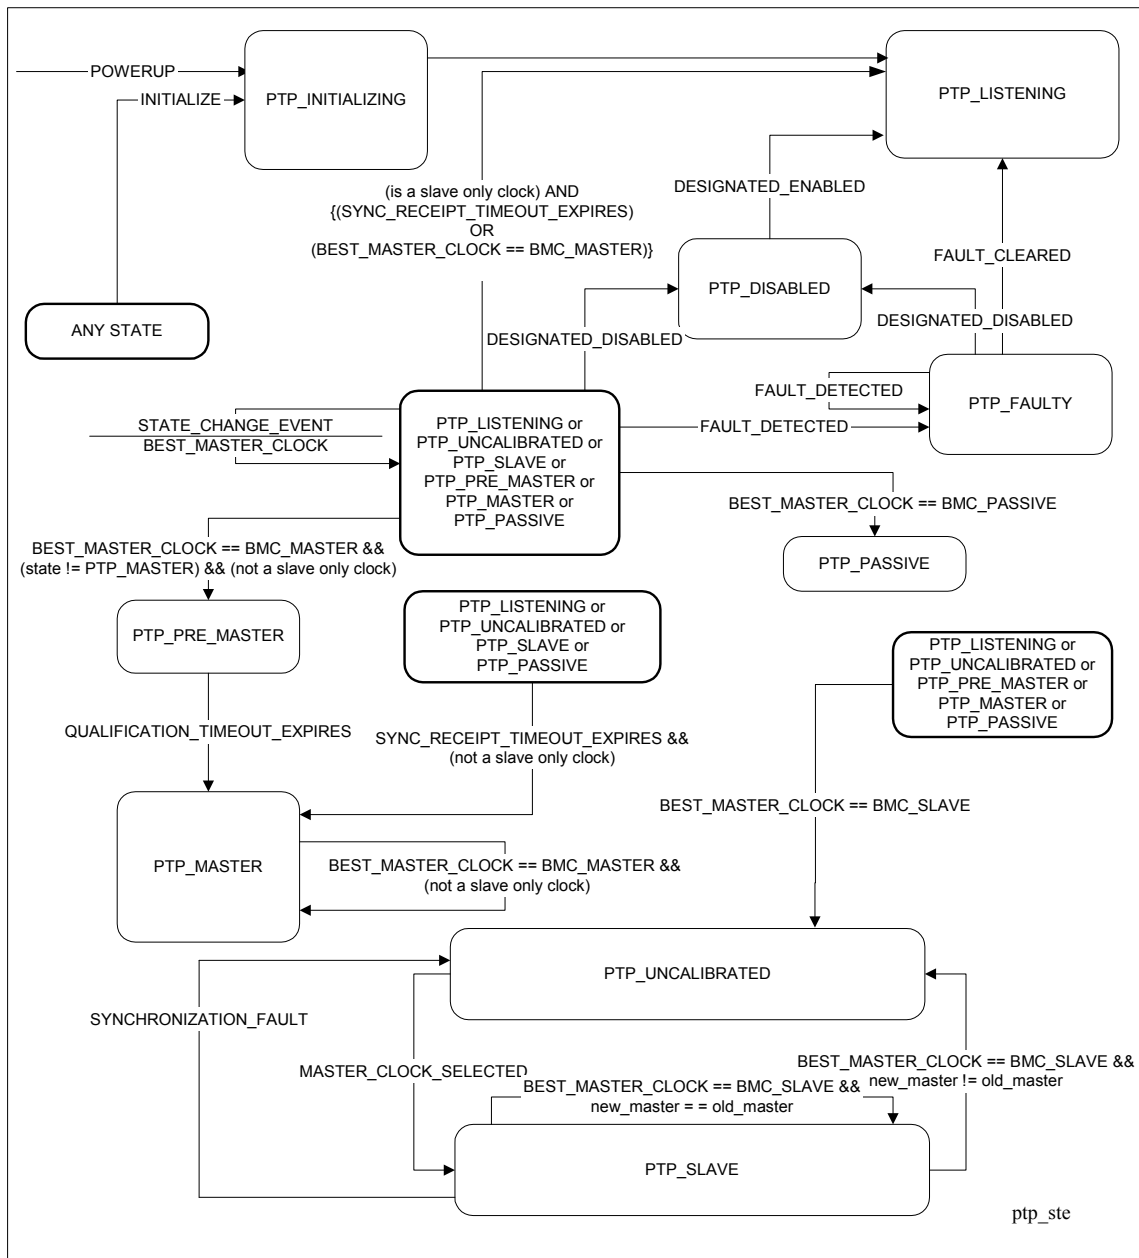 POWERUP
INITIALIZE
PTP_INITIALIZING
PTP_LISTENING
(is a slave only clock) AND
{(SYNC_RECEIPT_TIMEOUT_EXPIRES)
OR
(BEST_MASTER_CLOCK == BMC_MASTER)}
DESIGNATED_ENABLED
FAULT_CLEARED
PTP_DISABLED
DESIGNATED_DISABLED
DESIGNATED_DISABLED
ANY STATE
FAULT_DETECTED
PTP_FAULTY
FAULT_DETECTED
STATE_CHANGE_EVENT
BEST_MASTER_CLOCK
PTP_LISTENING or
PTP_UNCALIBRATED or
PTP_SLAVE or
PTP_PRE_MASTER or
PTP_MASTER or
PTP_PASSIVE
BEST_MASTER_CLOCK == BMC_PASSIVE
PTP_PASSIVE
BEST_MASTER_CLOCK == BMC_MASTER &&
(state != PTP_MASTER) && (not a slave only clock)
PTP_PRE_MASTER
PTP_LISTENING or
PTP_UNCALIBRATED or
PTP_SLAVE or
PTP_PASSIVE
PTP_LISTENING or
PTP_UNCALIBRATED or
PTP_PRE_MASTER or
PTP_MASTER or
PTP_PASSIVE
QUALIFICATION_TIMEOUT_EXPIRES
SYNC_RECEIPT_TIMEOUT_EXPIRES &&
(not a slave only clock)
BEST_MASTER_CLOCK == BMC_SLAVE
PTP_MASTER
BEST_MASTER_CLOCK == BMC_MASTER &&
(not a slave only clock)
PTP_UNCALIBRATED
SYNCHRONIZATION_FAULT
MASTER_CLOCK_SELECTED
BEST_MASTER_CLOCK == BMC_SLAVE &&
new_master = = old_master
BEST_MASTER_CLOCK == BMC_SLAVE &&
new_master != old_master
PTP_SLAVE
ptp_ste